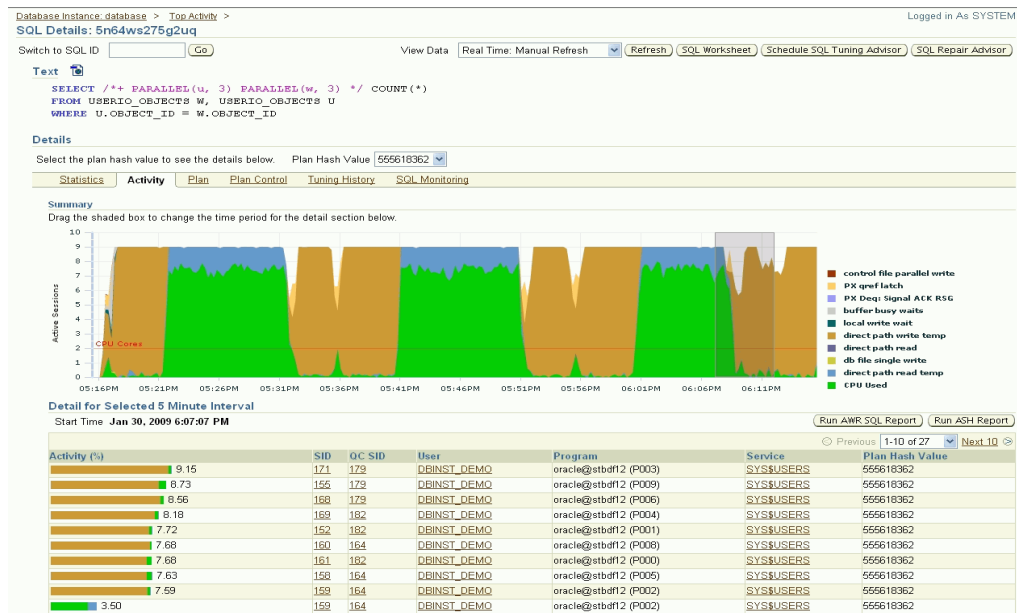 Database Instance: database > Top Activity >
Logged in As SYSTEM
SQL Details: 5n64ws275g2uq
Switch to SQL ID Go View Data Real Time: Manual Refresh Refresh SQL Worksheet Schedule SQL Tuning Advisor SQL Repair Advisor
Text
SELECT /*+ PARALLEL(u, 3) PARALLEL(w, 3) */ COUNT(*)
FROM USERIO_OBJECTS W, USERIO_OBJECTS U
WHERE U.OBJECT_ID = W.OBJECT_ID
Details
Select the plan hash value to see the details below. Plan Hash Value 555618362
Statistics Activity Plan Plan Control Tuning History SQL Monitoring
Summary
Drag the shaded box to change the time period for the detail section below.
Active Sessions
10
9
8
7
6
5
4
3
2
1
0
CPU Cores
05:16PM 05:21PM 05:26PM 05:31PM 05:36PM 05:41PM 05:46PM 05:51PM 05:56PM 06:01PM 06:06PM 06:11PM
control file parallel write
PX qref latch
PX Deq: Signal ACK RSG
buffer busy waits
local write wait
direct path write temp
direct path read
db file single write
direct path read temp
CPU Used
Detail for Selected 5 Minute Interval
Start Time Jan 30, 2009 6:07:07 PM
Run AWR SQL Report Run ASH Report
Previous 1-10 of 27 Next 10
Activity (%) SID QC SID User Program Service Plan Hash Value
9.15 171 179 DBINST_DEMO oracle@stbdf12 (P003) SYS$USERS 555618362
8.73 155 179 DBINST_DEMO oracle@stbdf12 (P009) SYS$USERS 555618362
8.56 168 179 DBINST_DEMO oracle@stbdf12 (P006) SYS$USERS 555618362
8.18 169 182 DBINST_DEMO oracle@stbdf12 (P004) SYS$USERS 555618362
7.72 152 182 DBINST_DEMO oracle@stbdf12 (P001) SYS$USERS 555618362
7.68 160 164 DBINST_DEMO oracle@stbdf12 (P008) SYS$USERS 555618362
7.68 161 182 DBINST_DEMO oracle@stbdf12 (P000) SYS$USERS 555618362
7.63 158 164 DBINST_DEMO oracle@stbdf12 (P005) SYS$USERS 555618362
7.59 159 164 DBINST_DEMO oracle@stbdf12 (P002) SYS$USERS 555618362
3.50 159 164 DBINST_DEMO oracle@stbdf12 (P002) SYS$USERS 555618362